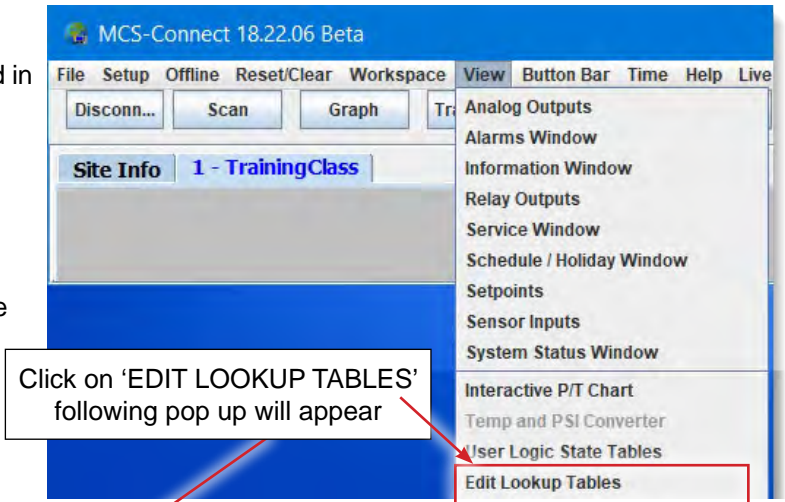 MCS-Connect 18.22.06 Beta
d in
File Setup Offline Reset/Clear Workspace View Button Bar Time Help Live
Disconn... Scan Graph Tr
Analog Outputs
Alarms Window
Site Info 1 - TrainingClass
Information Window
Relay Outputs
Service Window
Schedule / Holiday Window
Setpoints
e
Sensor Inputs
System Status Window
Click on ‘EDIT LOOKUP TABLES’
following pop up will appear
Interactive P/T Chart
Temp and PSI Converter
User Logic State Tables
Edit Lookup Tables